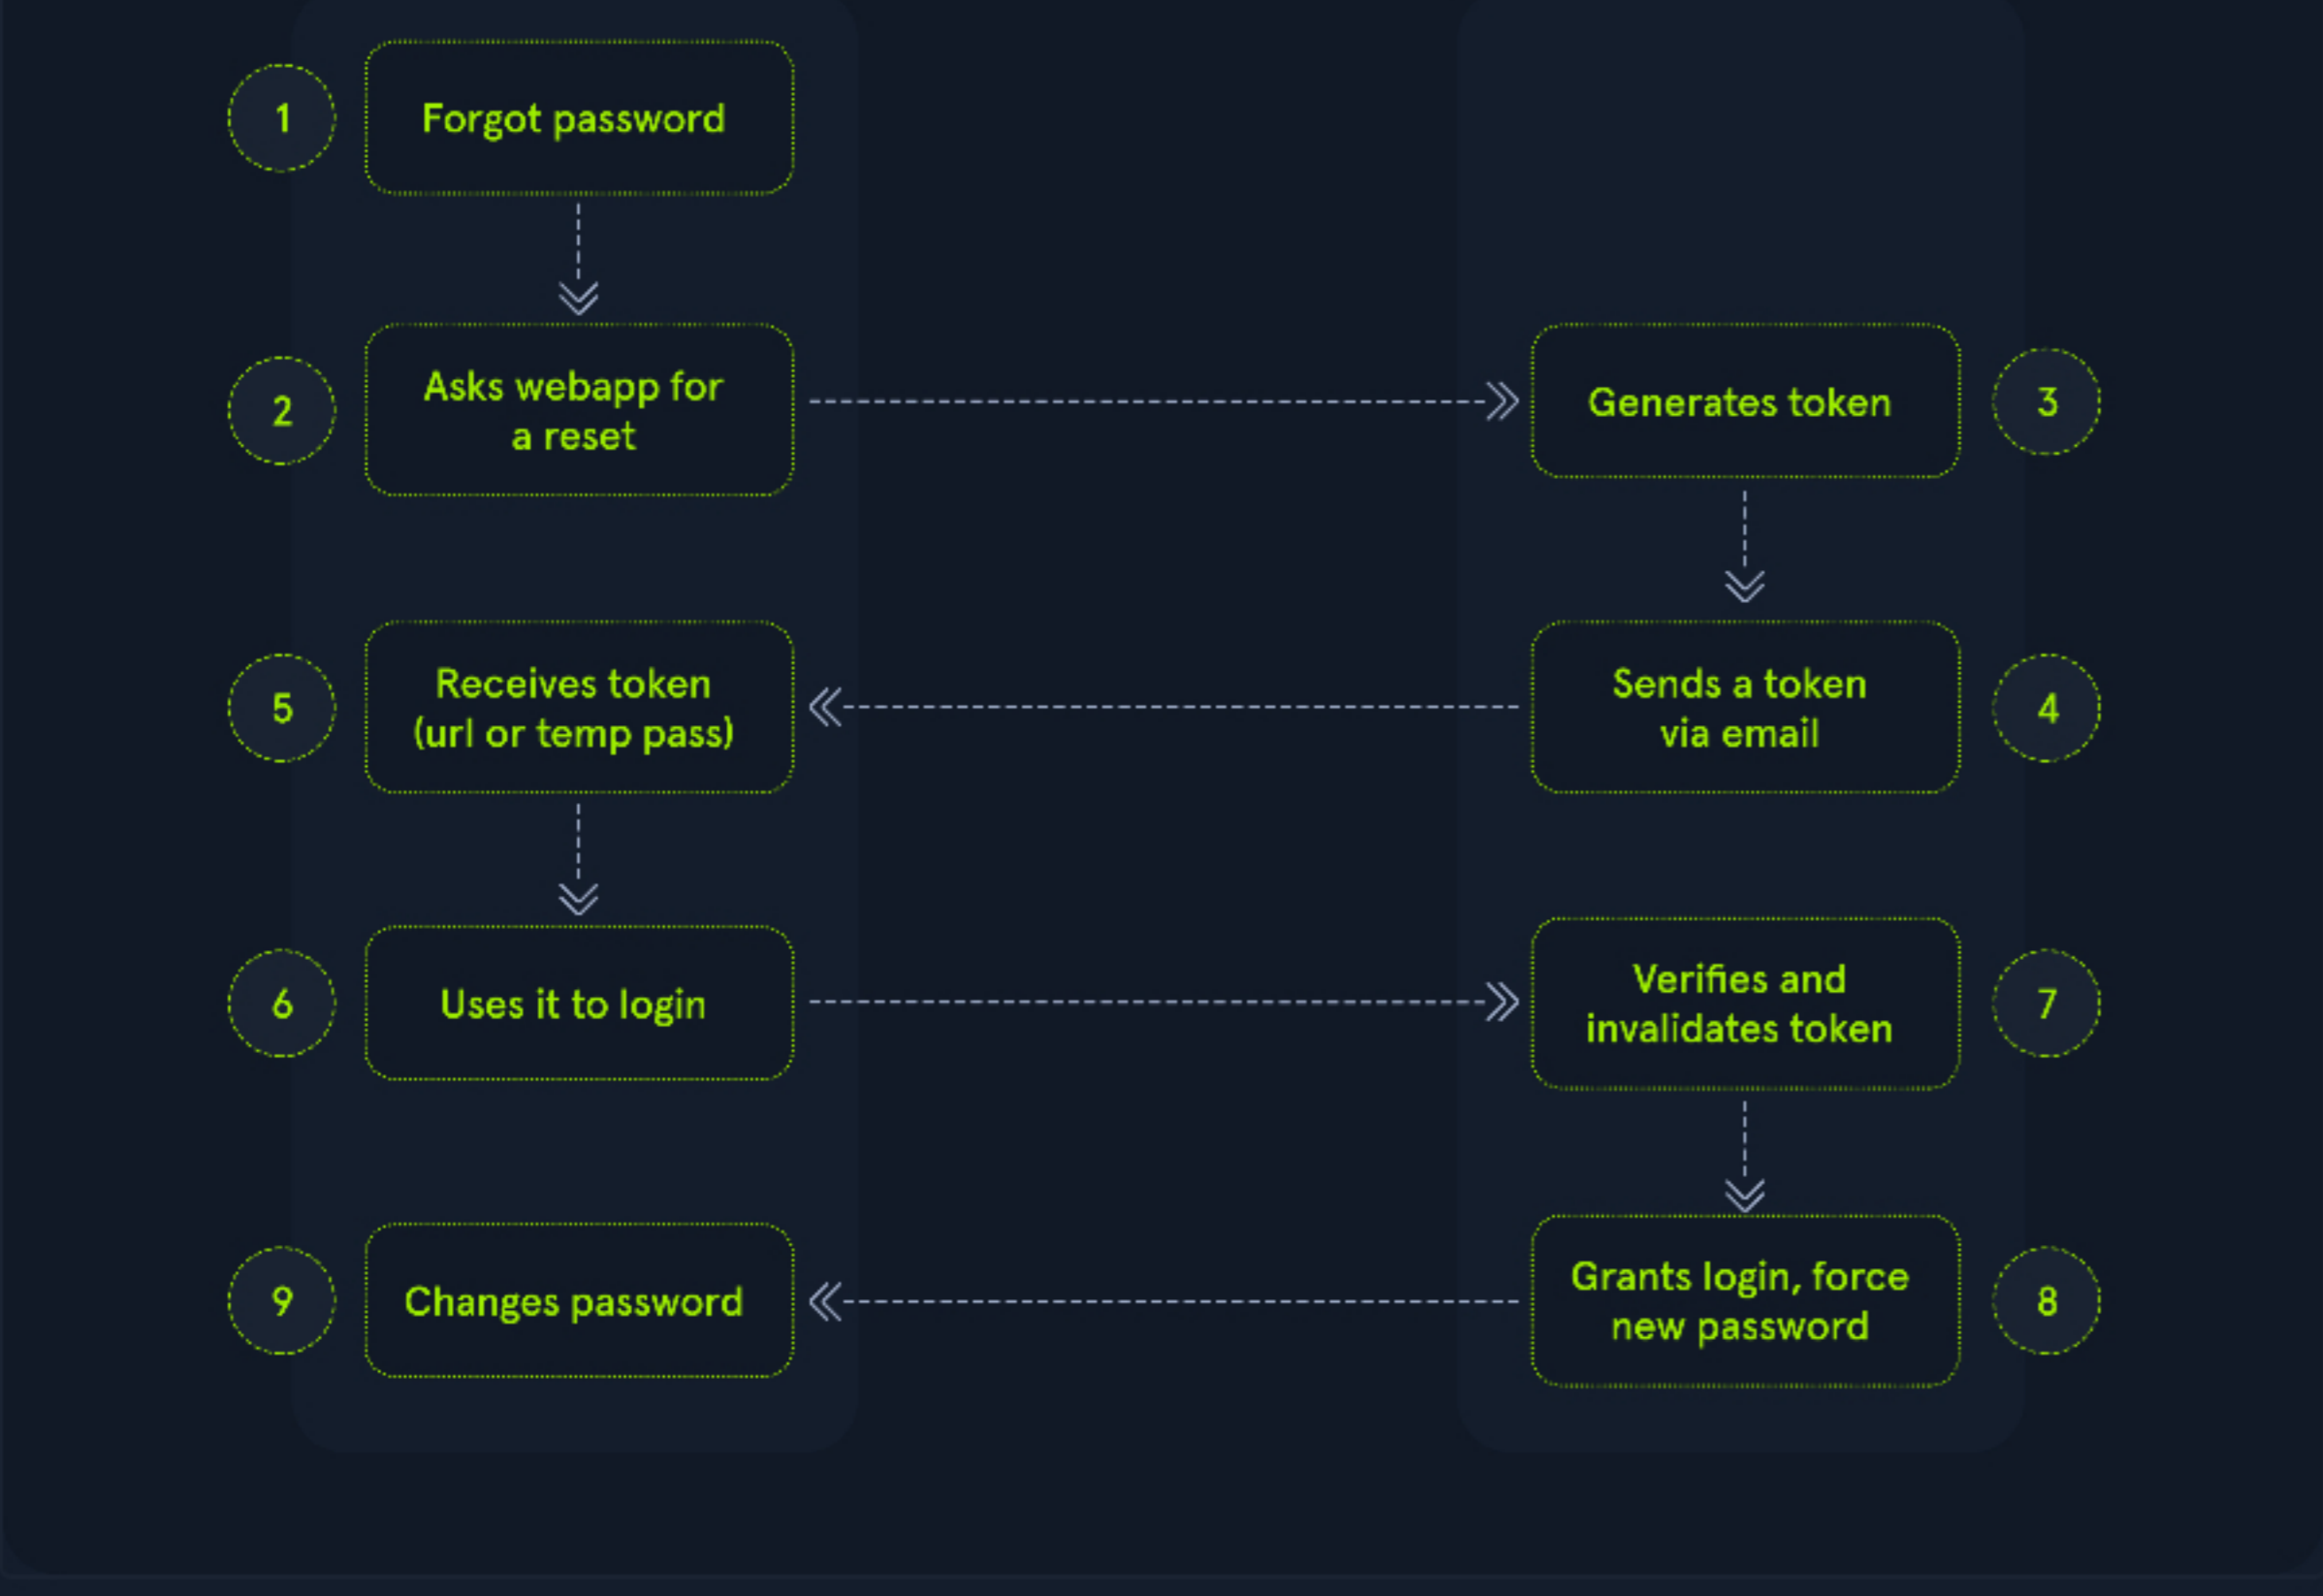 1
Forgot password
2
Asks webapp for
a reset
Generates token
3
5
Receives token
(url or temp pass)
Sends a token
via email
4
6
Uses it to login
Verifies and
invalidates token
7
9
Changes password
Grants login, force
new password
8